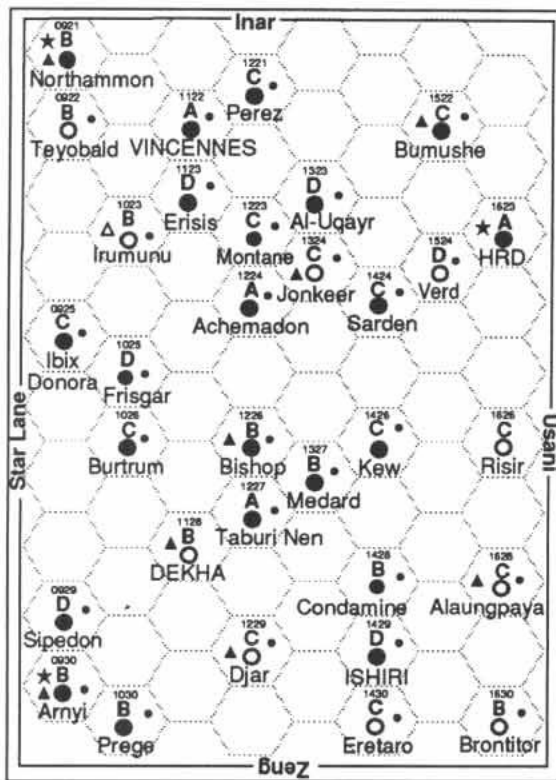 Inar
0921
B
Northammon
0922
B
Teyobald
1122
A
VINCENNES
1221
C
Perez
1522
C
Bumushe
1123
D
Erisis
1023
B
Irumunu
1223
C
Montane
1323
D
Al-Uqayr
1324
C
Jonkeer
1224
A
Achemadon
1424
C
Sarden
1524
D
Verd
1623
A
HRD
0925
C
Ibix
Donora
1025
D
Frisgar
1026
C
Burtrum
1226
B
Bishop
1327
B
Medard
1426
C
Kew
1626
C
Risir
Star Lane
Usani
1227
A
Taburi Nen
1128
B
DEKHA
1428
B
Condamine
1628
C
Alaungpaya
0929
D
Sipedon
1229
C
Djar
1429
D
ISHIRI
0930
B
Arnyi
1030
B
Prege
1430
C
Eretaro
1630
B
Brontitor
Zeng